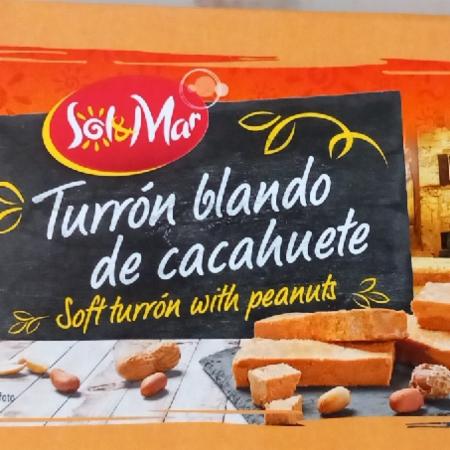 Sol&Mar
Turrón blando
de cacahuete
Soft turrón with peanuts